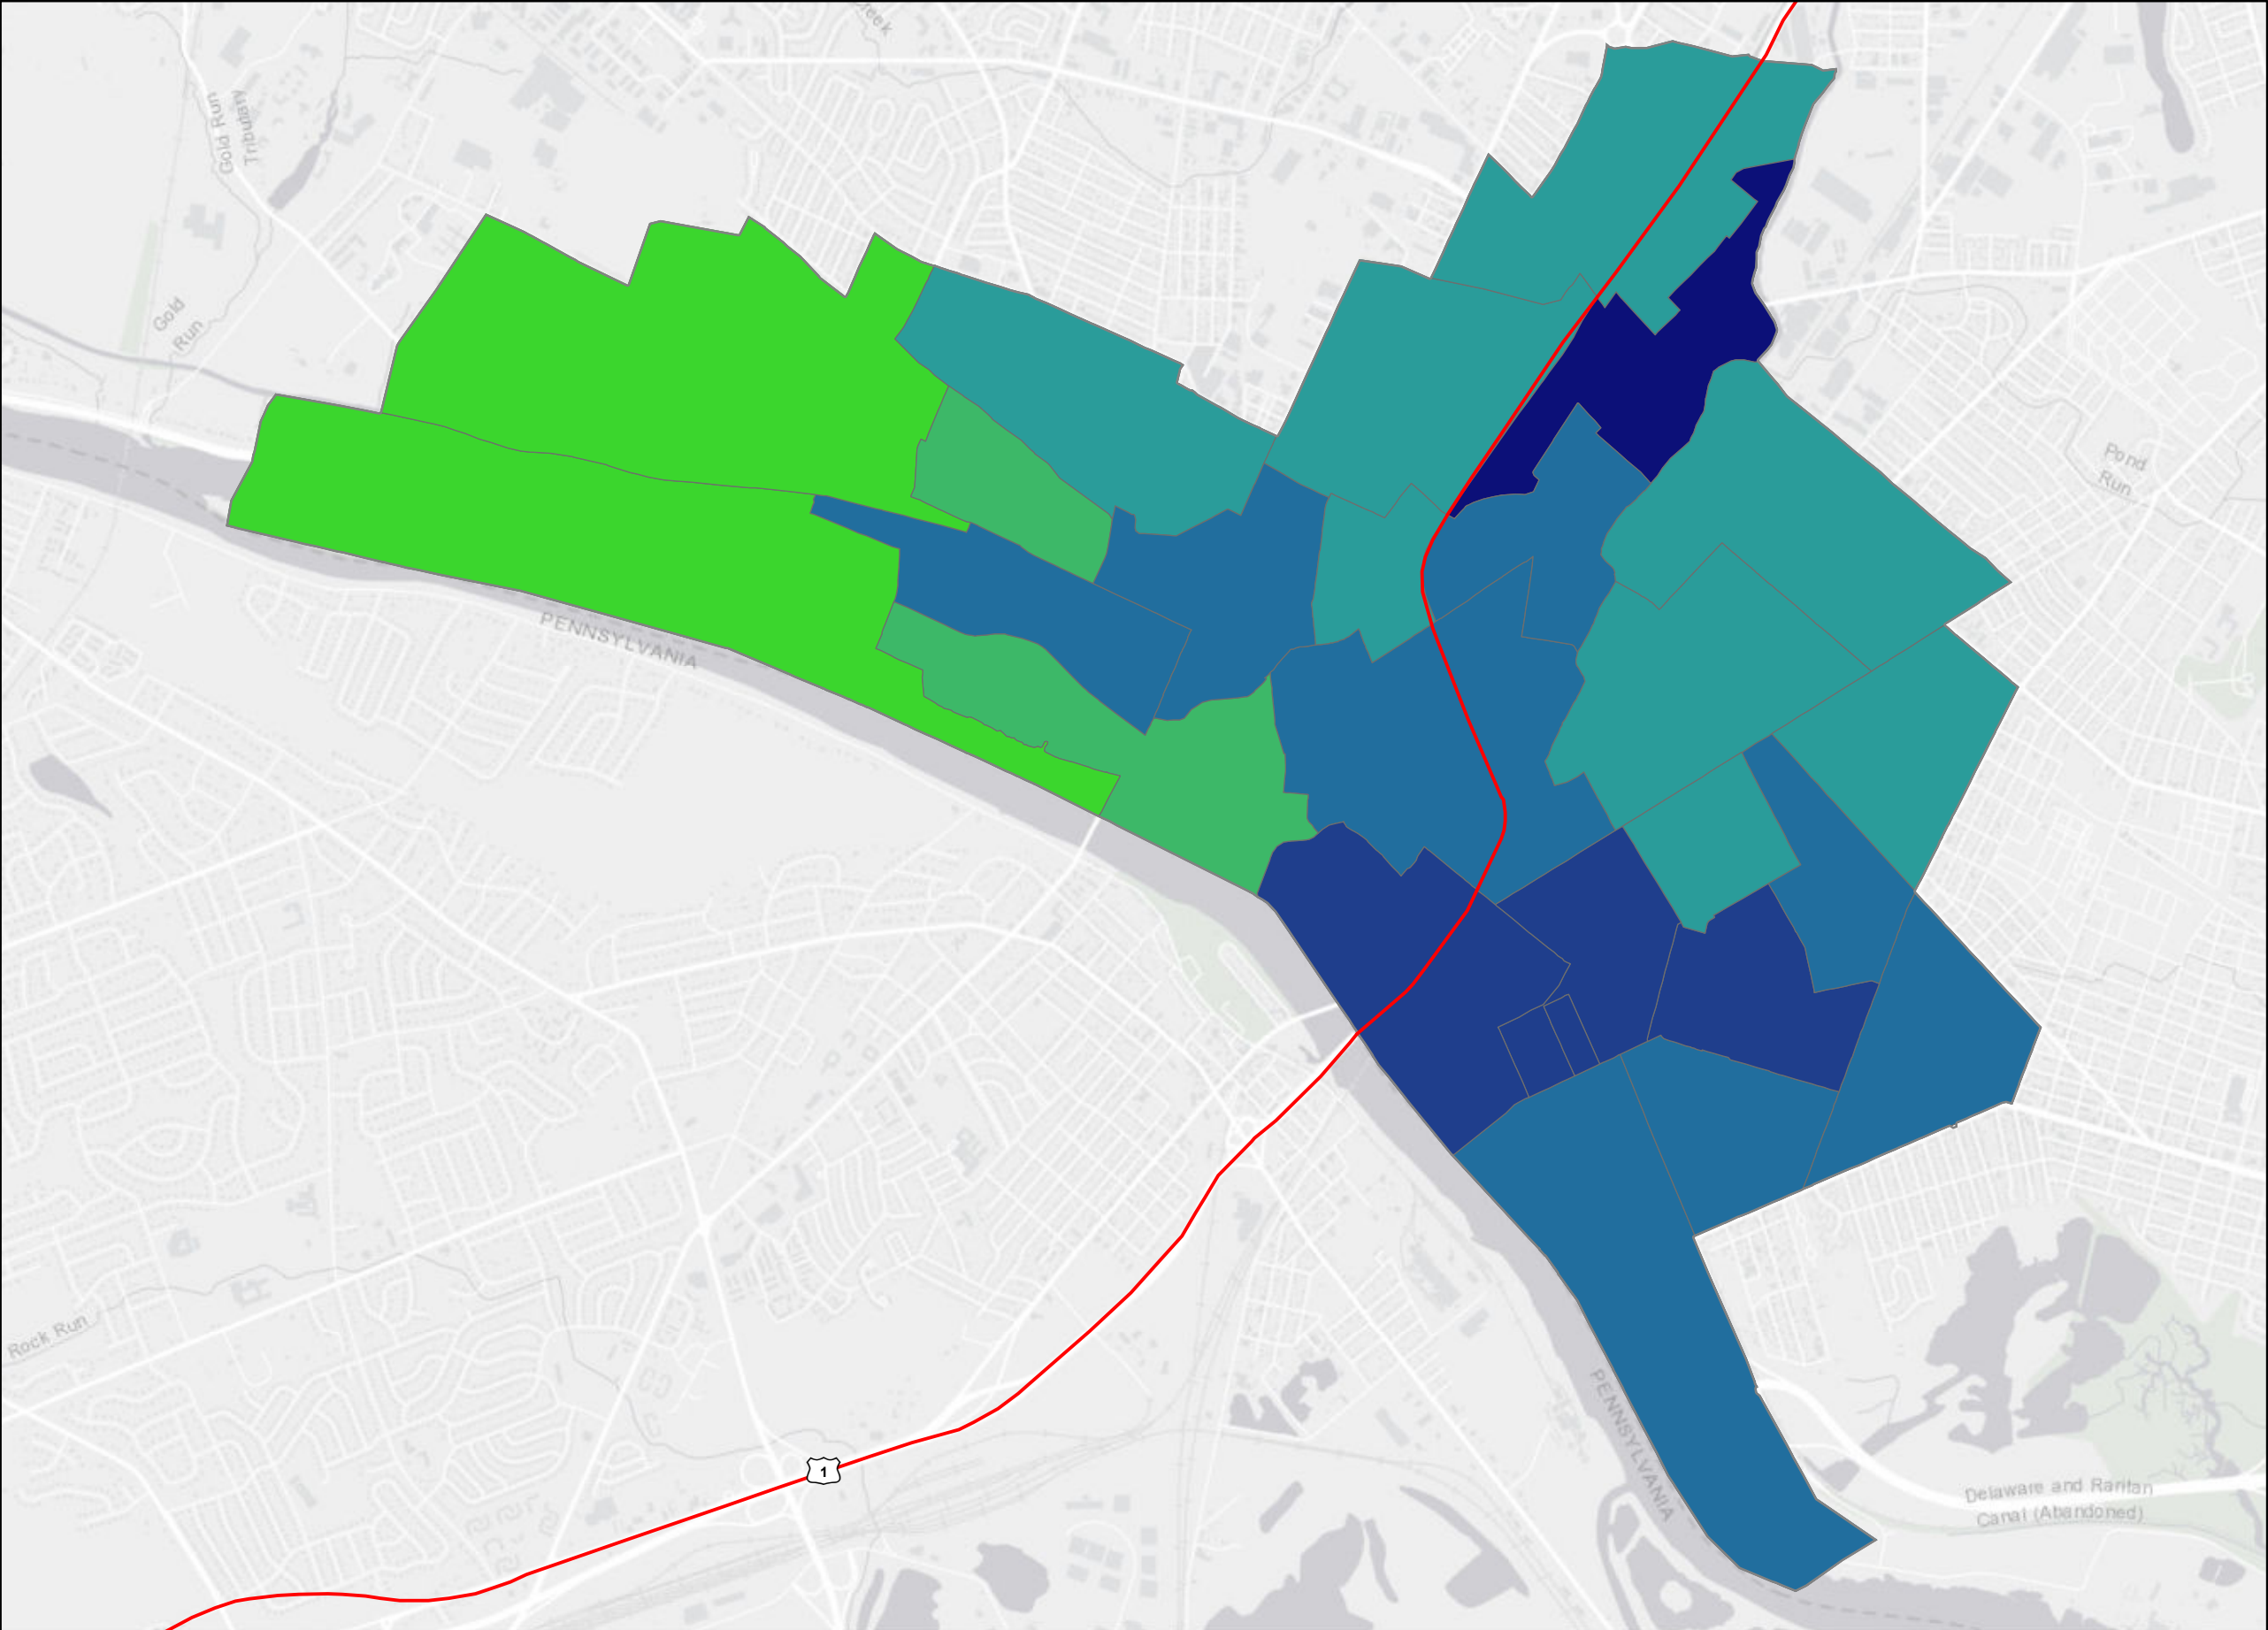 Gold Run
Tributary
Gold
Run
Pond
Run
PENNSYLVANIA
Rock Run
1
PENNSYLVANIA
Delaware and Raritan
Canal (Abandoned)